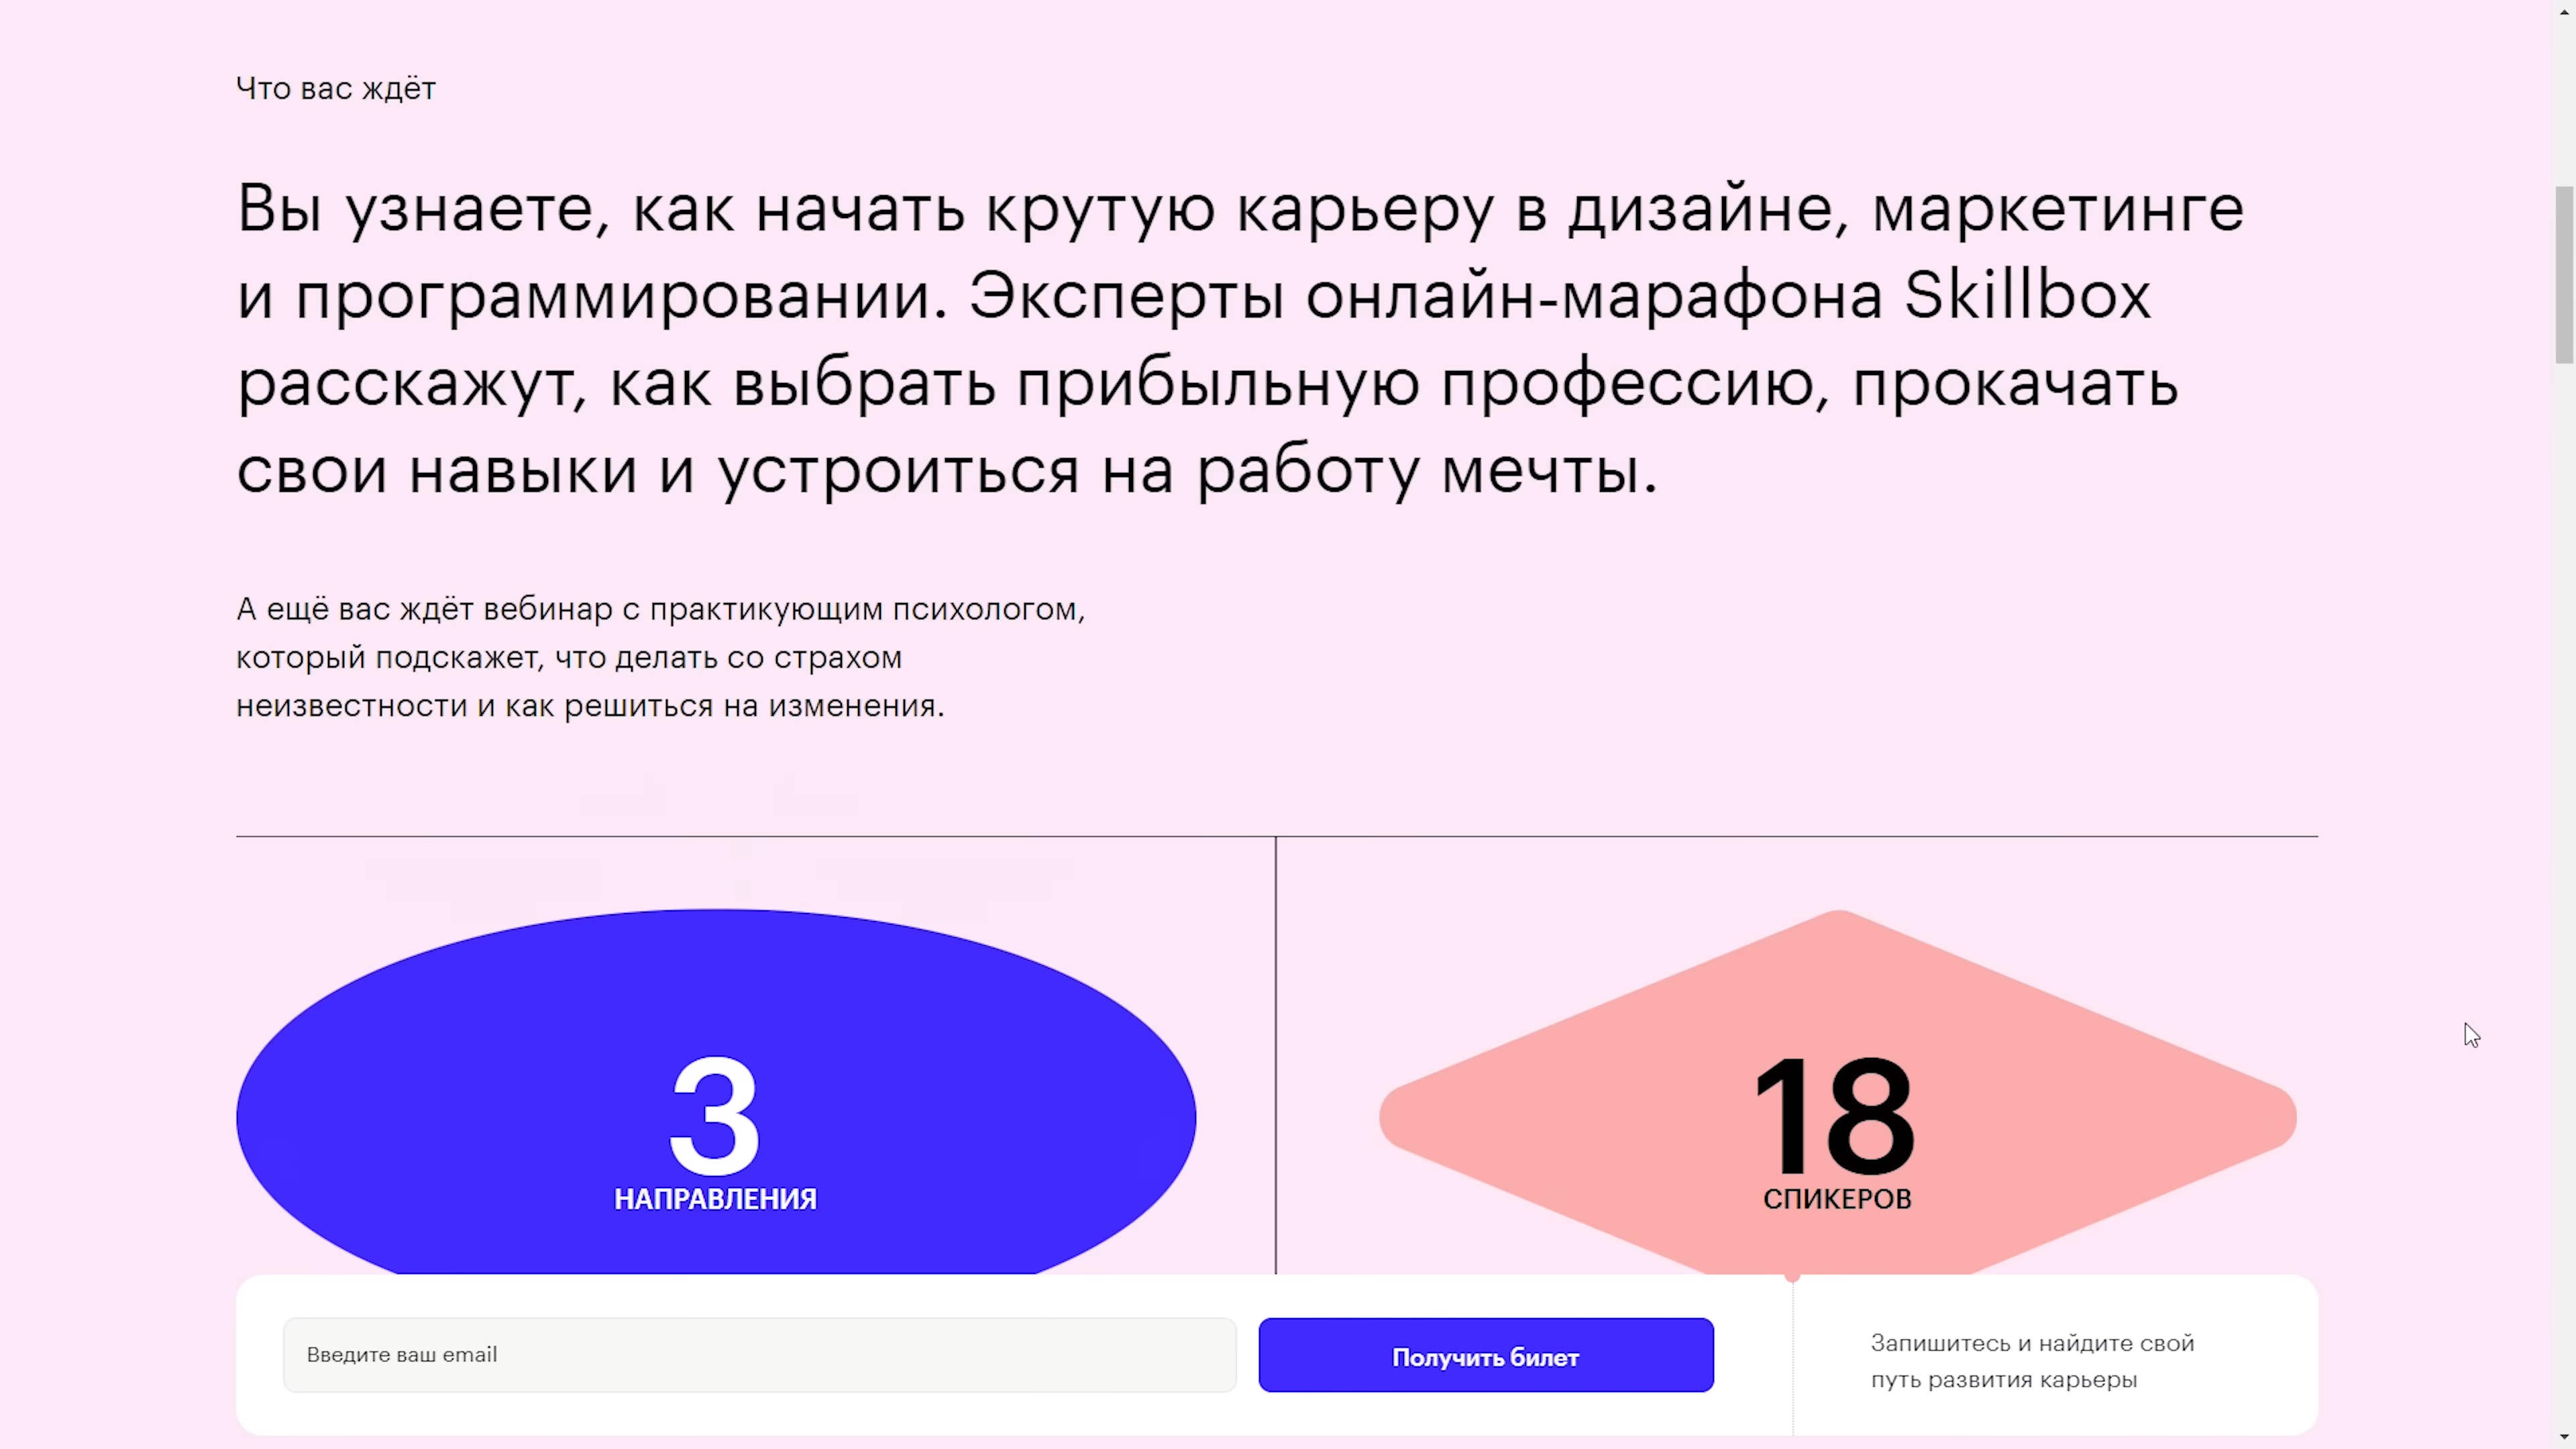 Что вас ждёт
Вы узнаете, как начать крутую карьеру в дизайне, маркетинге
и программировании. Эксперты онлайн-марафона Skillbox
расскажут, как выбрать прибыльную профессию, прокачать
свои навыки и устроиться на работу мечты.
А ещё вас ждёт вебинар с практикующим психологом,
который подскажет, что делать со страхом
неизвестности и как решиться на изменения.
3
НАПРАВЛЕНИЯ
18
СПИКЕРОВ
Введите ваш email
Получить билет
Запишитесь и найдите свой
путь развития карьеры